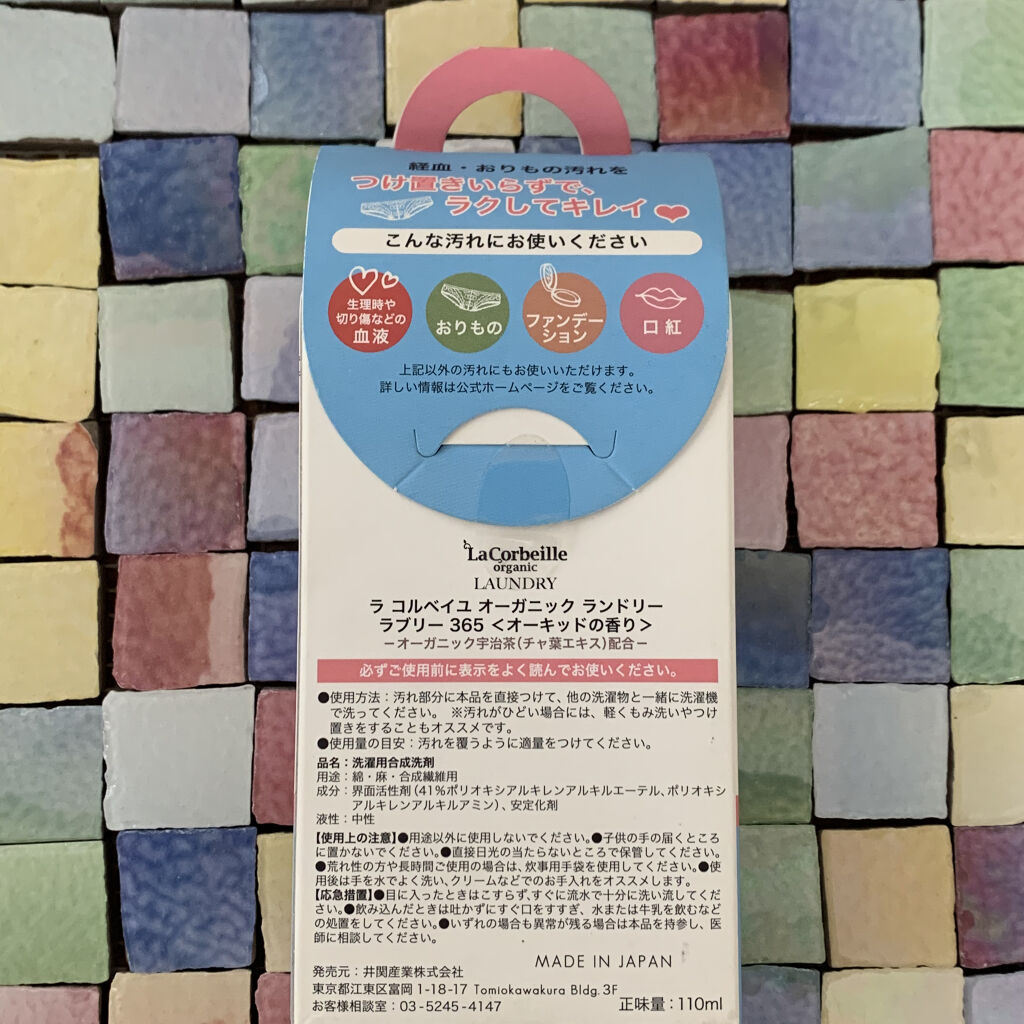 経血・おりもの汚れを
つけ置きいらずで、
ラクしてキレイ
こんな汚れにお使いください
生理時や
切り傷などの
血液
おりもの
ファンデー
ション
口紅
上記以外の汚れにもお使いいただけます。
詳しい情報は公式ホームページをご覧ください。
LaCorbeille
organic
LAUNDRY
ラ コルベイユ オーガニック ランドリー
ラブリー 365 <オーキッドの香り>
−オーガニック宇治茶(チャ葉エキス)配合−
必ずご使用前に表示をよく読んでお使いください。
●使用方法：汚れ部分に本品を直接つけて、他の洗濯物と一緒に洗濯機
で洗ってください。 ※汚れがひどい場合には、軽くもみ洗いやつけ
置きをすることもオススメです。
●使用量の目安：汚れを覆うように適量をつけてください。
品名：洗濯用合成洗剤
用途：綿・麻・合成繊維用
成分：界面活性剤(41%ポリオキシアルキレンアルキルエーテル、ポリオキシ
アルキレンアルキルアミン)、安定化剤
液性：中性
【使用上の注意】●用途以外に使用しないでください。●子供の手の届くところ
に置かないでください。●直接日光の当たらないところで保管してください。
●荒れ性の方や長時間ご使用の場合は、炊事用手袋を使用してください。●使
用後は手を水でよく洗い、クリームなどでのお手入れをオススメします。
【応急措置】●目に入ったときはこすらず、すぐに流水で十分に洗い流してくだ
さい。●飲み込んだときは吐かずにすぐ口をすすぎ、水または牛乳を飲むなど
の処置をしてください。●いずれの場合も異常が残る場合は本品を持参し、医
師に相談してください。
MADE IN JAPAN
発売元：井関産業株式会社
東京都江東区富岡 1-18-17 Tomiokawakura Bldg. 3F
お客様相談室：03-5245-4147
正味量：110ml